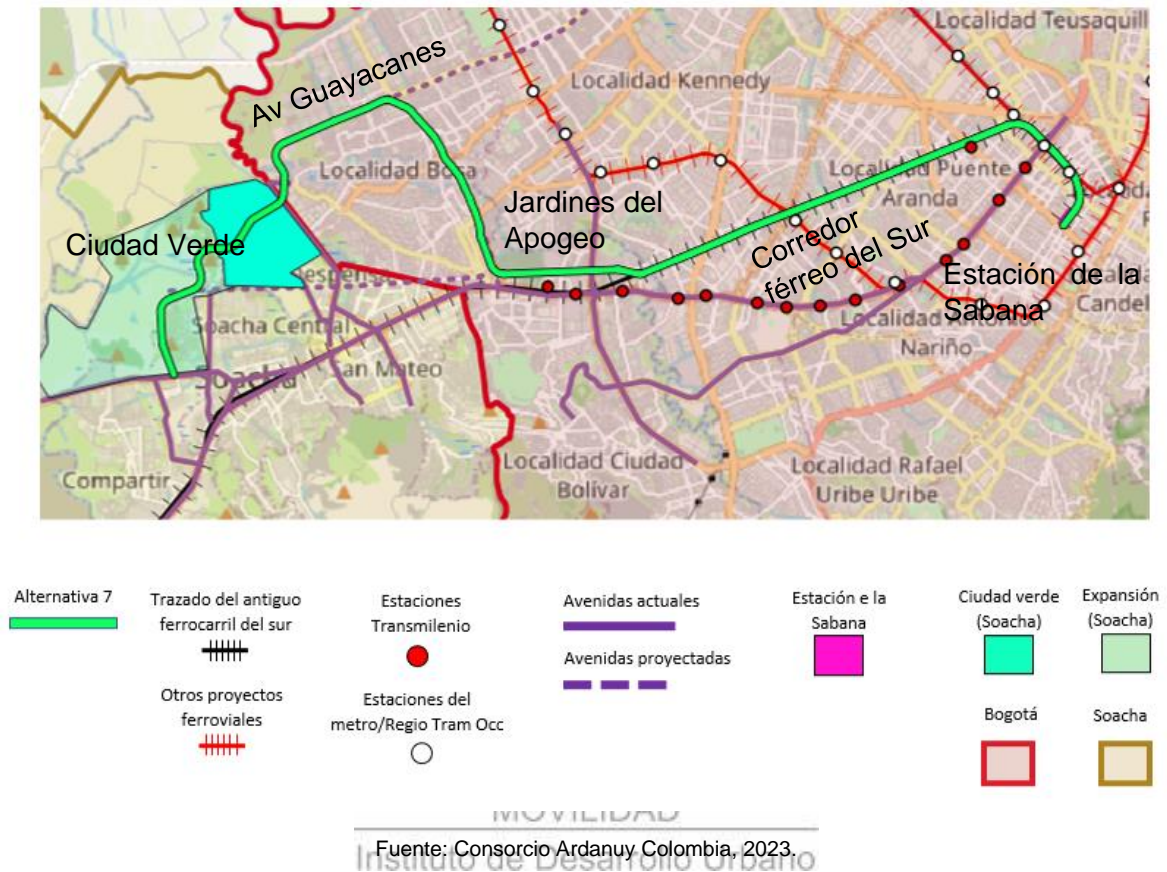 Localidad Teusaquill
Av Guayacanes
Localidad Kennedy
Localidad Bosa
Localidad Puente
Aranda
Jardines del
Apogeo
Corredor
férreo del Sur
Ciudad Verde
Estación de la
Sabana
Candel
Soacha Central
Localidad Antonio
Nariño
San Mateo
Soacha
Compartir
Localidad Ciudad
Bolívar
Localidad Rafael
Uribe Uribe
Alternativa 7
Trazado del antiguo
ferrocarril del sur
Otros proyectos
ferroviales
Estaciones
Transmilenio
Estaciones del
metro/Regio Tram Occ
Avenidas actuales
Avenidas proyectadas
Estación e la
Sabana
Ciudad verde
(Soacha)
Expansión
(Soacha)
Bogotá
Soacha
MOVILIDAD
Fuente: Consorcio Ardanuy Colombia, 2023.
Instituto de Desarrollo Urbano